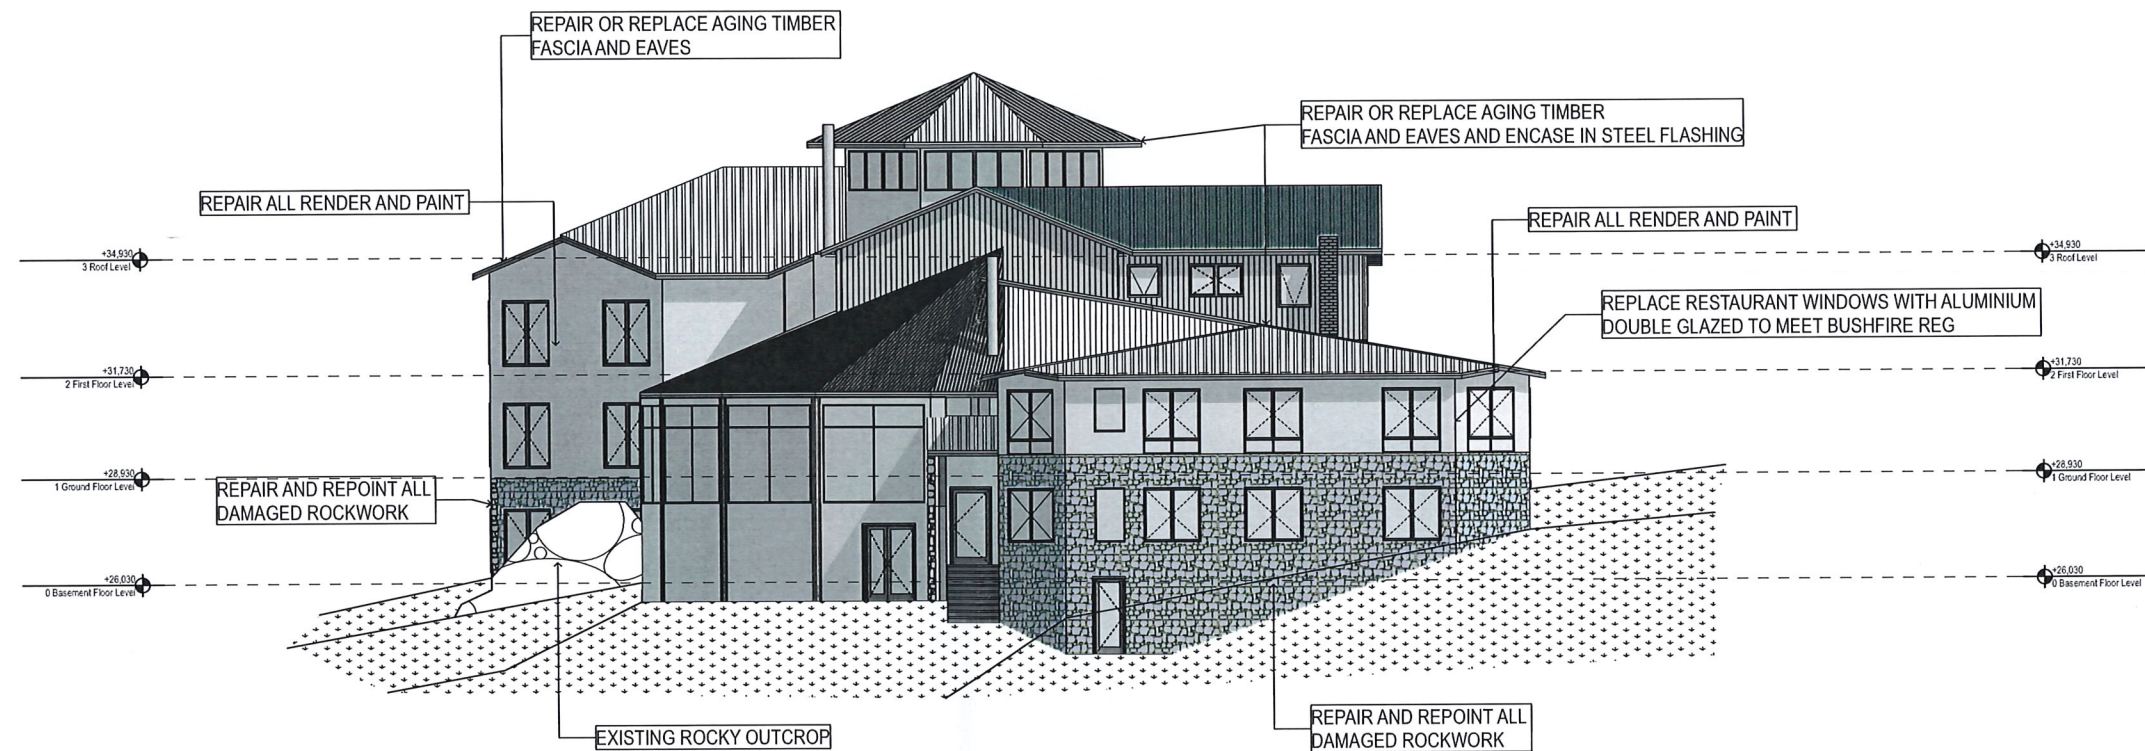 REPAIR OR REPLACE AGING TIMBER
FASCIA AND EAVES
REPAIR OR REPLACE AGING TIMBER
FASCIA AND EAVES AND ENCASE IN STEEL FLASHING
REPAIR ALL RENDER AND PAINT
REPAIR ALL RENDER AND PAINT
+34,930
3 Roof Level
+34,930
3 Roof Level
REPLACE RESTAURANT WINDOWS WITH ALUMINIUM
DOUBLE GLAZED TO MEET BUSHFIRE REG
+31,730
2 First Floor Level
+31,730
2 First Floor Level
+28,930
1 Ground Floor Level
+28,930
1 Ground Floor Level
REPAIR AND REPOINT ALL
DAMAGED ROCKWORK
+26,030
0 Basement Floor Level
+26,030
0 Basement Floor Level
EXISTING ROCKY OUTCROP
REPAIR AND REPOINT ALL
DAMAGED ROCKWORK